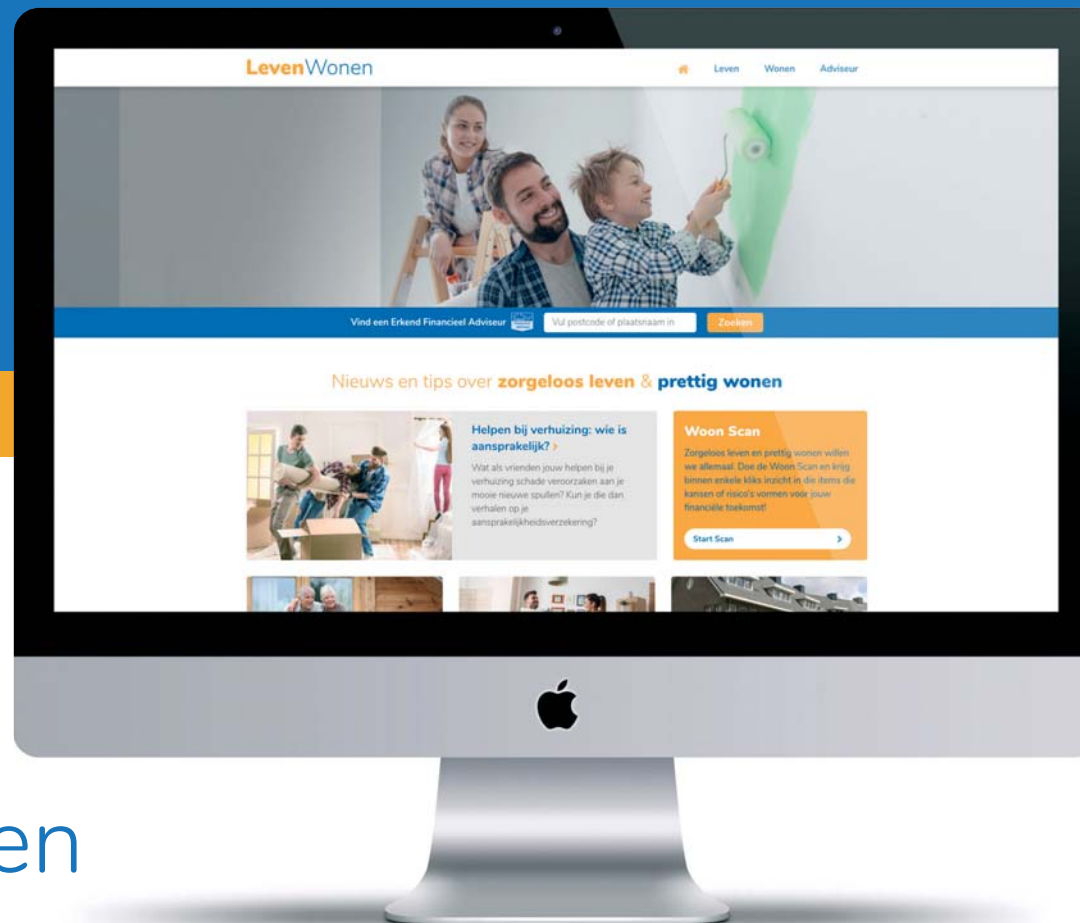 LevenWonen
Leven Wonen Adviseur
Vind een Erkend Financieel Adviseur
Vul postcode of plaatsnaam in
Zoeken
Nieuws en tips over zorgeloos leven & prettig wonen
Helpen bij verhuizing: wie is
aansprakelijk? >
Wat als vrienden jouw helpen bij je
verhuizing schade veroorzaken aan je
mooie nieuwe spullen? Kun je die dan
verhalen op je
aansprakelijkheidsverzekering?
Woon Scan
Zorgeloos leven en prettig wonen willen
we allemaal. Doe de Woon Scan en krijg
binnen enkele kliks inzicht in die items die
kansen of risico's vormen voor jouw
financiële toekomst!
Start Scan >
en